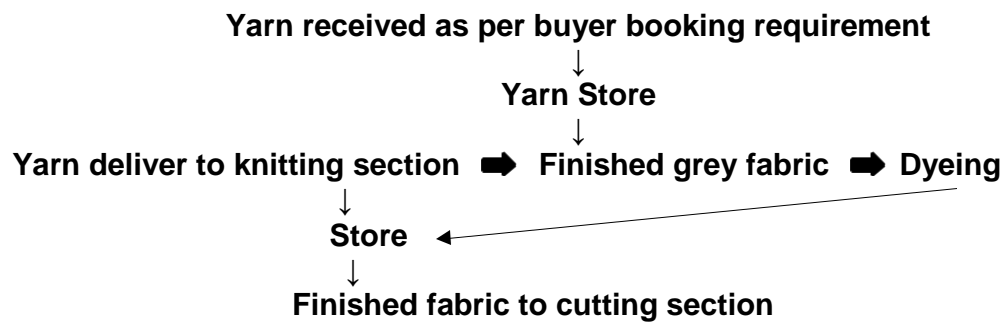 Yarn received as per buyer booking requirement
↓
Yarn Store
↓
Yarn deliver to knitting section ➡ Finished grey fabric ➡ Dyeing
↓
Store
↓
Finished fabric to cutting section